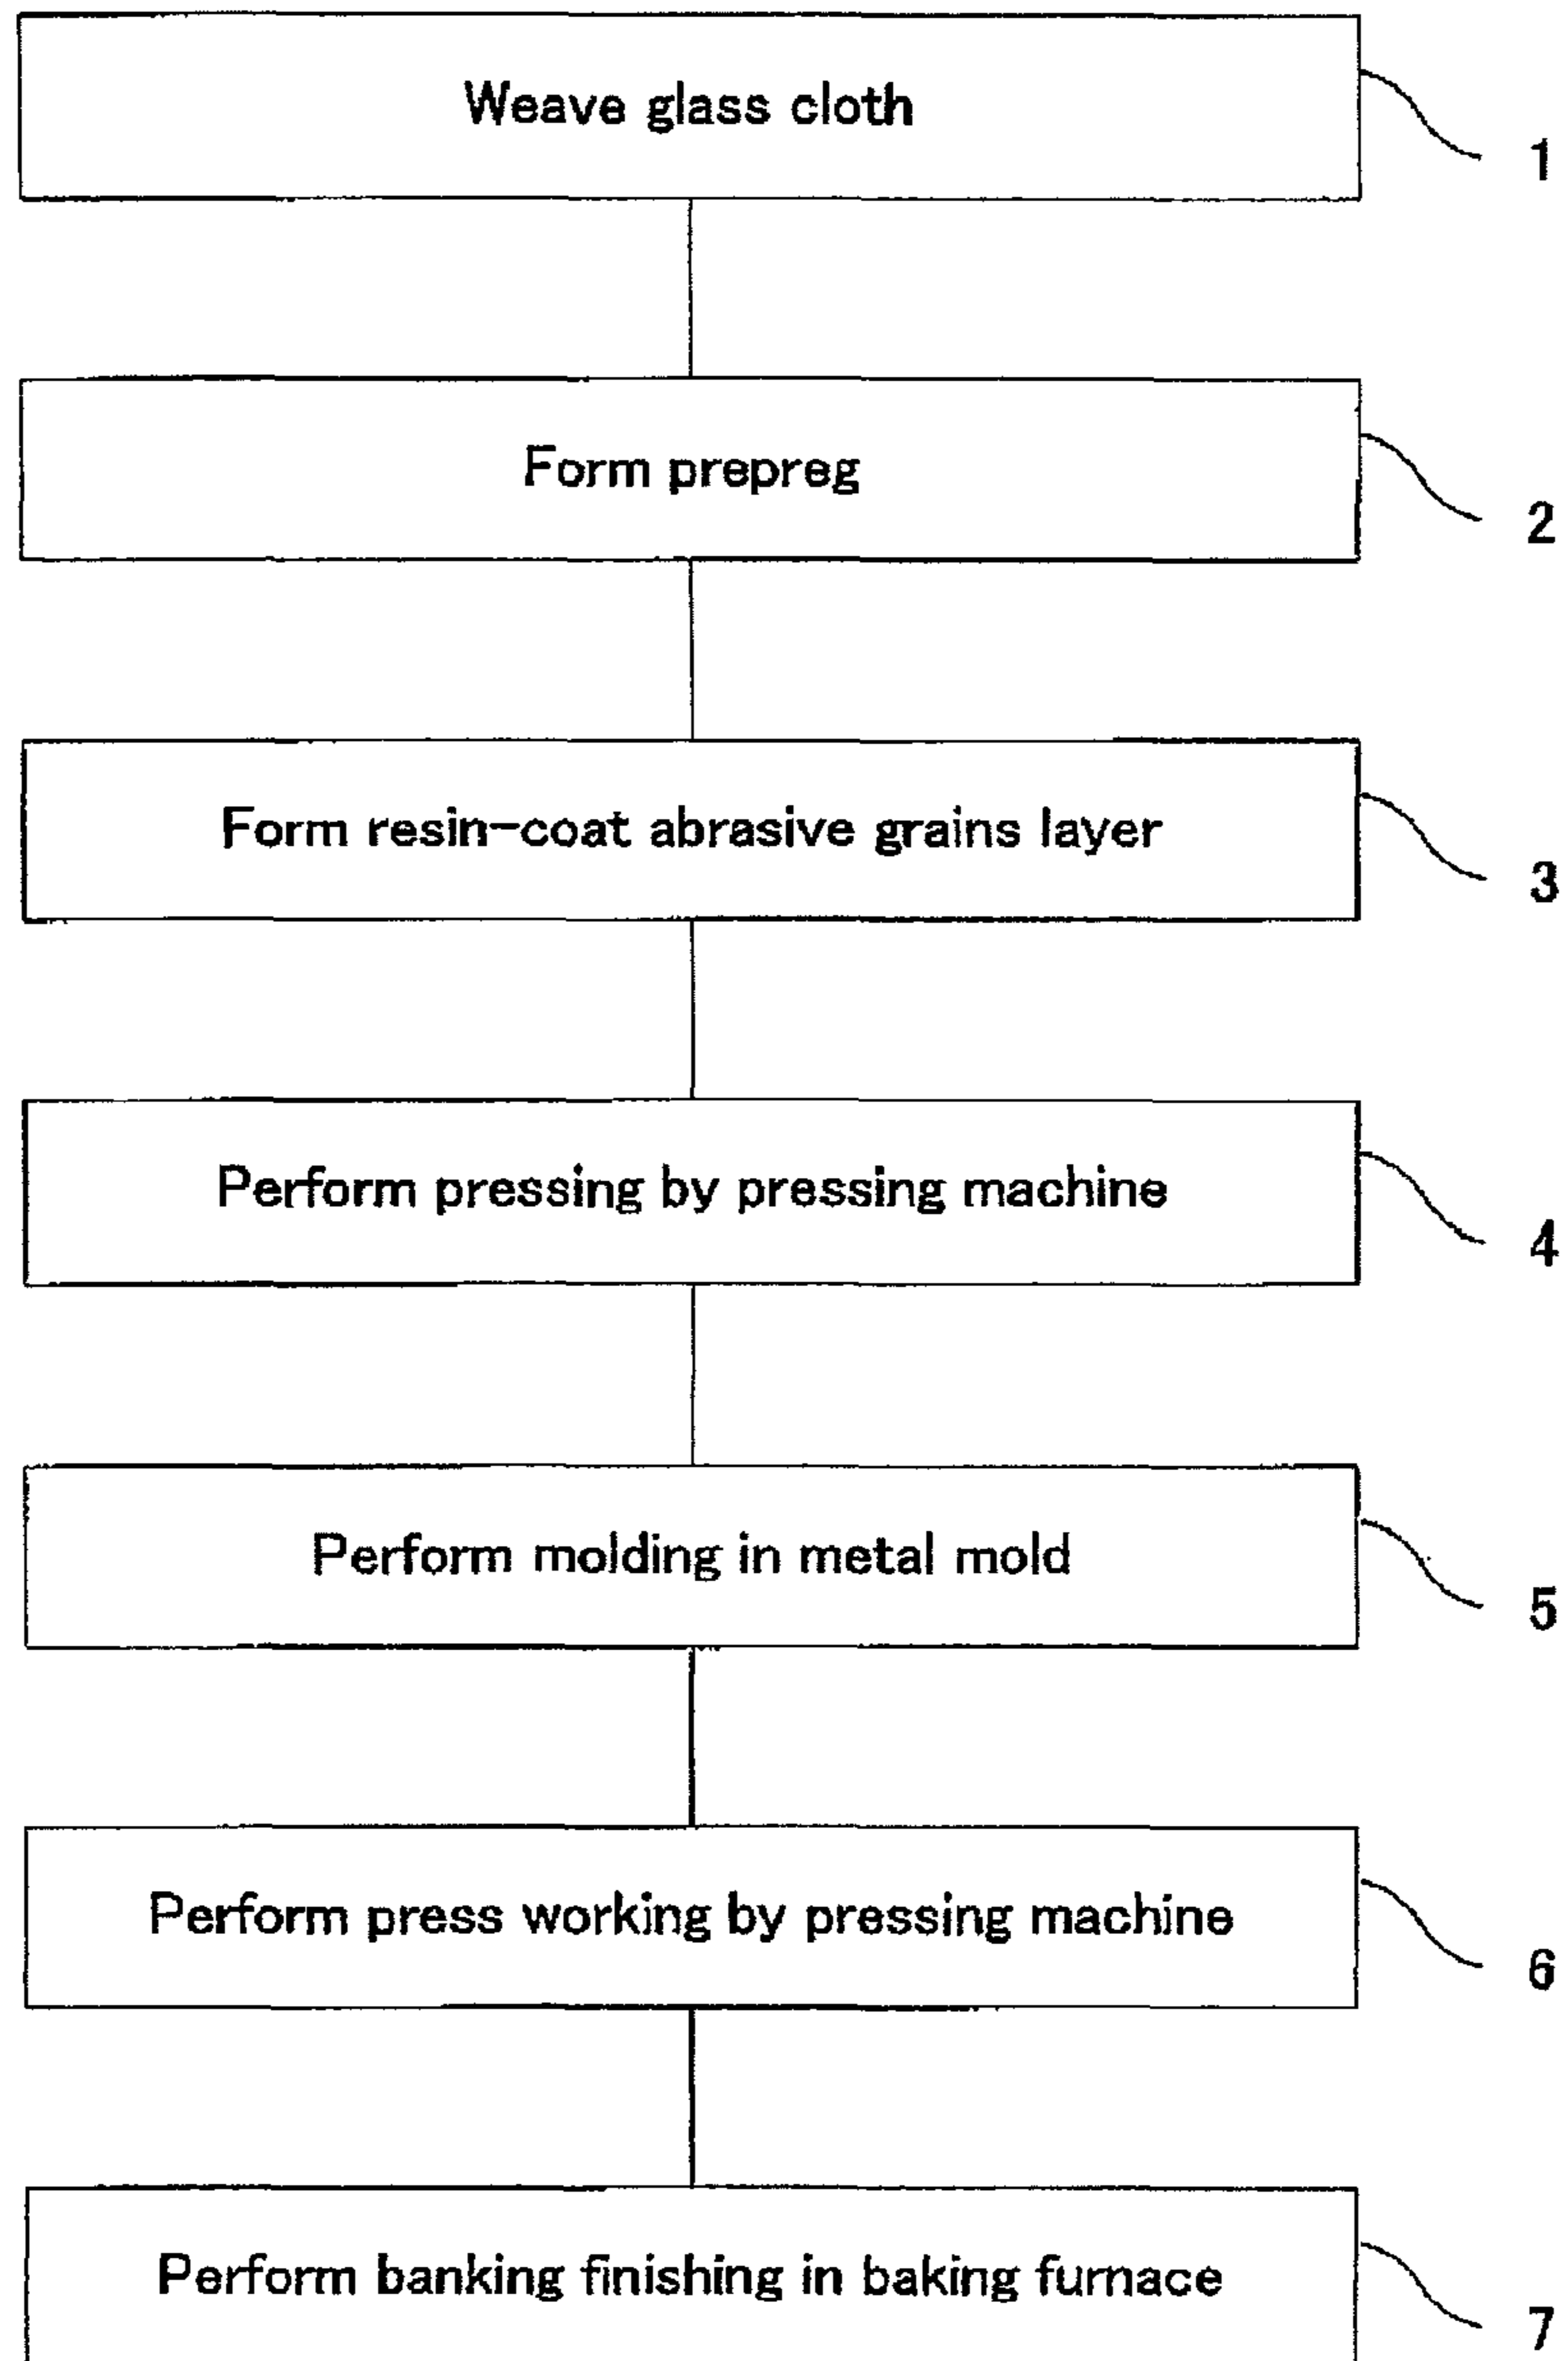 Weave glass cloth
1
Form prepreg
2
Form resin-coat abrasive grains layer
3
Perform pressing by pressing machine
4
Perform molding in metal mold
5
Perform press working by pressing machine
6
Perform banking finishing in baking furnace
7